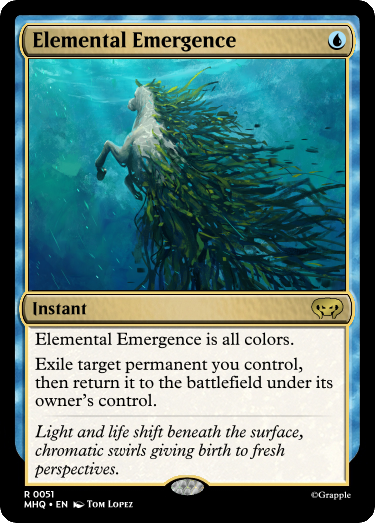 Elemental Emergence
Instant
Elemental Emergence is all colors.
Exile target permanent you control,
then return it to the battlefield under its
owner's control.
Light and life shift beneath the surface,
chromatic swirls giving birth to fresh
perspectives.
R 0051
MHQ • EN Tom Lopez
©Grapple